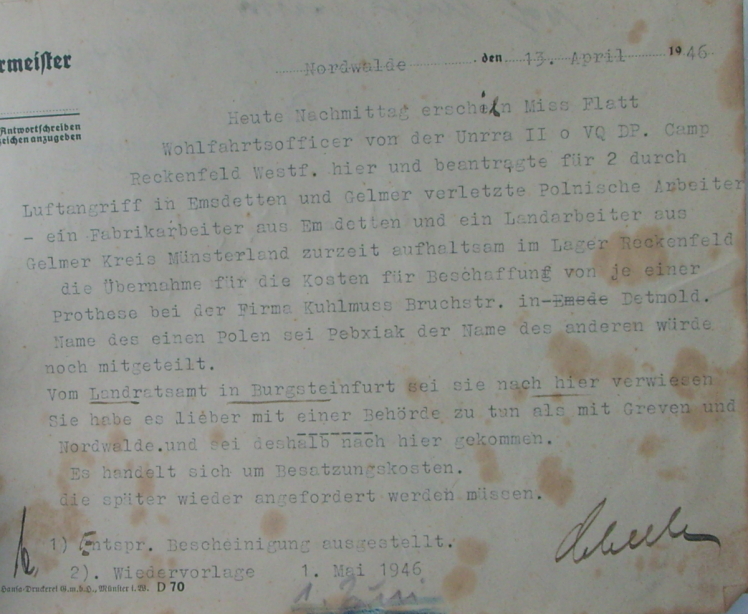 rmeister
Nordwalde den 15. April 1946
Antwortschreiben
zeichen anzugeben
Heute Nachmittag erschein Miss Flatt
Wohlfahrtsofficer von der Unrra II o VQ DP. Camp
Reckenfeld Westf. hier und beantragte für 2 durch
Luftangriff in Emsdetten und Gelmer verletzte Polnische Arbeiter
- ein Fabrikarbeiter aus Em detten und ein Landarbeiter aus
Gelmer Kreis Münsterland zurzeit aufhaltsam im Lager Reckenfeld
die Übernahme für die Kosten für Beschaffung von je einer
Prothese bei der Firma Kuhlmuss Bruchstr. in Emsde Detmold.
Name des einen Polen sei Pebxiak der Name des anderen würde
noch mitgeteilt.
Vom Landratsamt in Burgsteinfurt sei sie nach hier verwiesen
Sie habe es lieber mit einer Behörde zu tun als mit Greven und
Nordwalde.und sei deshalb nach hier gekommen.
Es handelt sich um Besatzungskosten.
die später wieder angefordert werden müssen.
1) Entspr. Bescheinigung ausgestellt.
2). Wiedervorlage 1. Mai 1946
1. Juni
Hansa-Druckerei G.m.b.H., Münster i.W. D 70